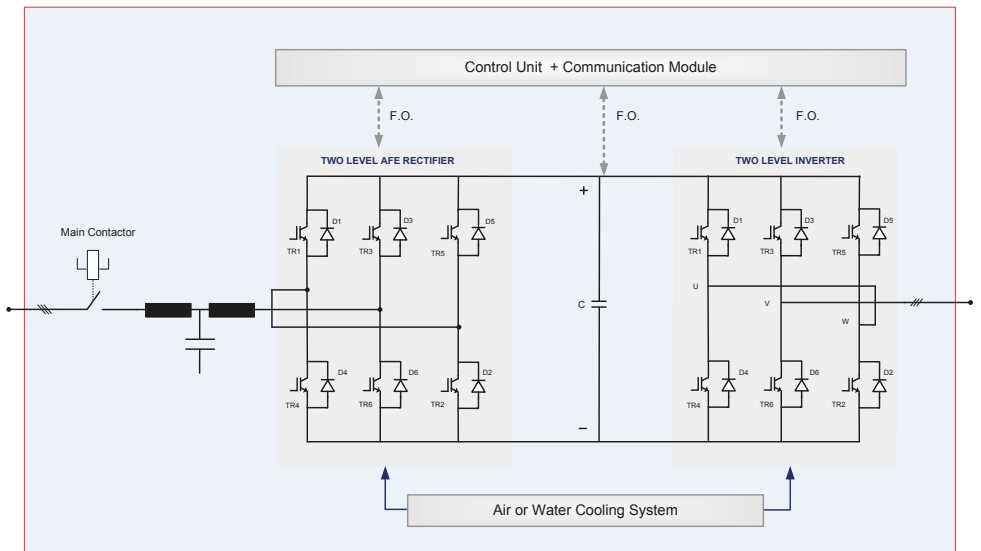 Control Unit + Communication Module
F.O.
F.O.
F.O.
TWO LEVEL AFE RECTIFIER
TWO LEVEL INVERTER
+
D1
D3
D5
D1
D3
D5
TR1
TR3
TR5
TR1
TR3
TR5
Main Contactor
U
C
V
W
D4
D6
D2
D4
D6
D2
TR4
TR6
TR2
TR4
TR6
TR2
−
Air or Water Cooling System